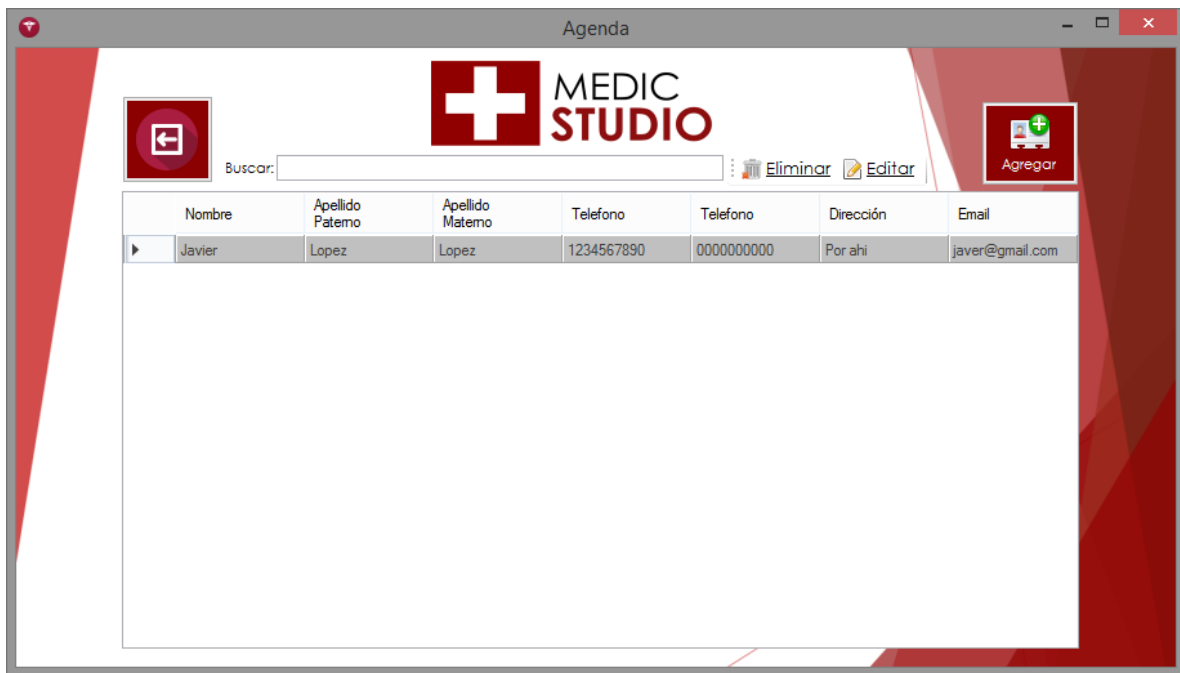 Agenda
MEDIC
STUDIO
Buscar:
Eliminar Editar
Agregar
Nombre Apellido Paterno Apellido Materno Telefono Telefono Dirección Email
Javier Lopez Lopez 1234567890 0000000000 Por ahi javer@gmail.com